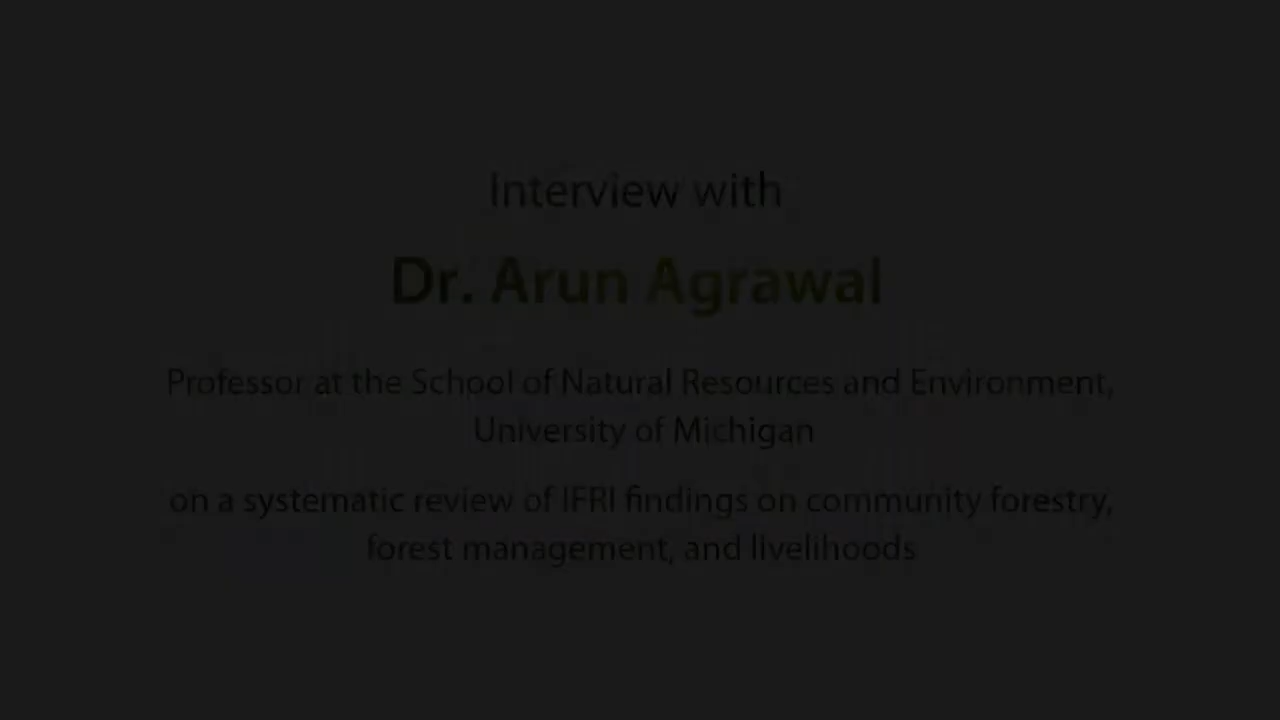 Interview with
Dr. Arun Agrawal
Professor at the School of Natural Resources and Environment,
University of Michigan
on a systematic review of IFRI findings on community forestry,
forest management, and livelihoods